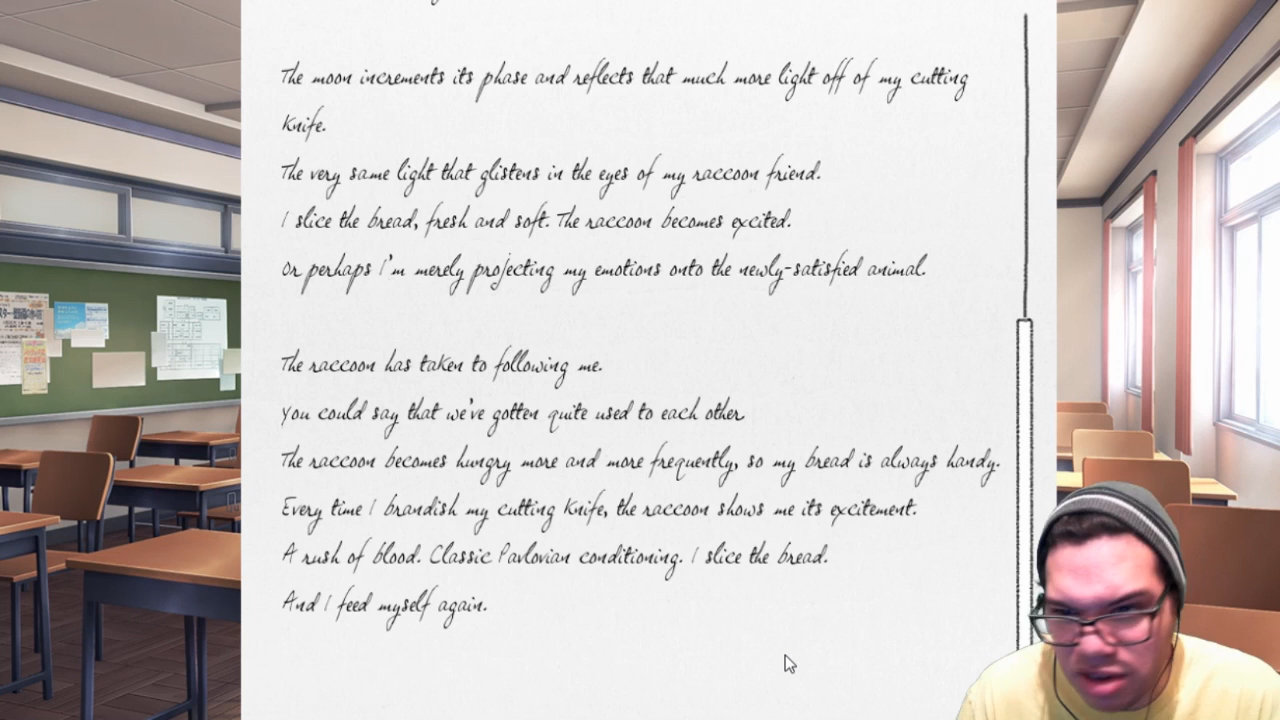 The moon increments its phase and reflects that much more light off of my cutting
knife.
The very same light that glistens in the eyes of my raccoon friend.
I slice the bread, fresh and soft. The raccoon becomes excited.
Or perhaps I'm merely projecting my emotions onto the newly-satisfied animal.
The raccoon has taken to following me.
You could say that we've gotten quite used to each other
The raccoon becomes hungry more and more frequently, so my bread is always handy.
Every time I brandish my cutting knife, the raccoon shows me its excitement.
A rush of blood. Classic Pavlovian conditioning. I slice the bread.
And I feed myself again.